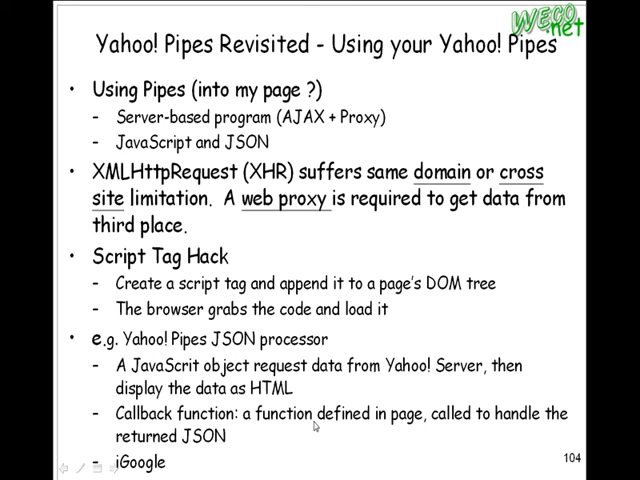 WECO
.net
Yahoo! Pipes Revisited - Using your Yahoo! Pipes
• Using Pipes (into my page ?)
– Server-based program (AJAX + Proxy)
– JavaScript and JSON
• XMLHttpRequest (XHR) suffers same domain or cross
site limitation. A web proxy is required to get data from
third place.
• Script Tag Hack
– Create a script tag and append it to a page's DOM tree
– The browser grabs the code and load it
• e.g. Yahoo! Pipes JSON processor
– A JavaScrit object request data from Yahoo! Server, then
display the data as HTML
– Callback function: a function defined in page, called to handle the
returned JSON
– iGoogle
104